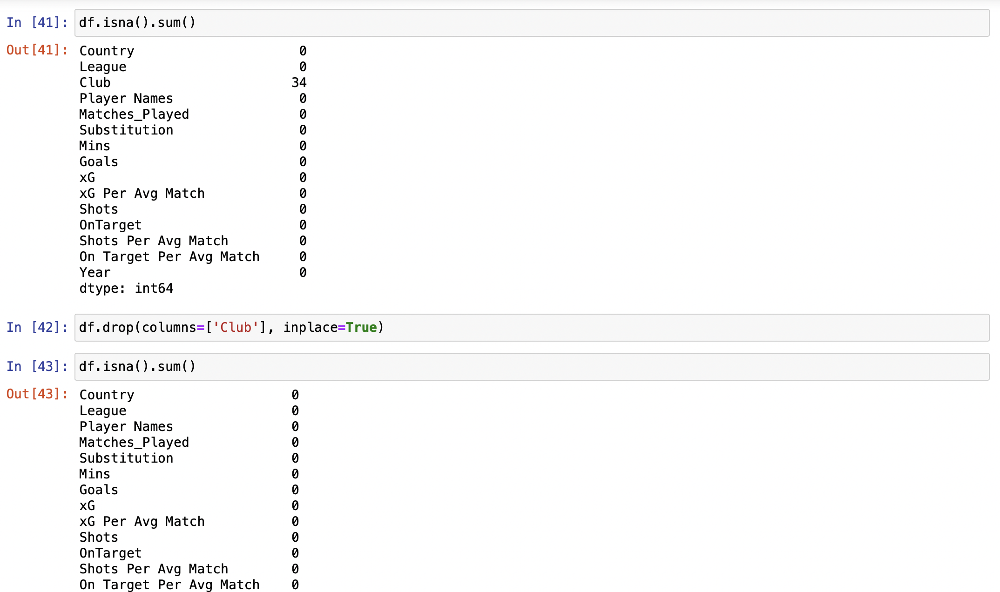 In [41]: df.isna().sum()
Out[41]: Country 0
League 0
Club 34
Player Names 0
Matches_Played 0
Substitution 0
Mins 0
Goals 0
xG 0
xG Per Avg Match 0
Shots 0
OnTarget 0
Shots Per Avg Match 0
On Target Per Avg Match 0
Year 0
dtype: int64
In [42]: df.drop(columns=['Club'], inplace=True)
In [43]: df.isna().sum()
Out[43]: Country 0
League 0
Player Names 0
Matches_Played 0
Substitution 0
Mins 0
Goals 0
xG 0
xG Per Avg Match 0
Shots 0
OnTarget 0
Shots Per Avg Match 0
On Target Per Avg Match 0